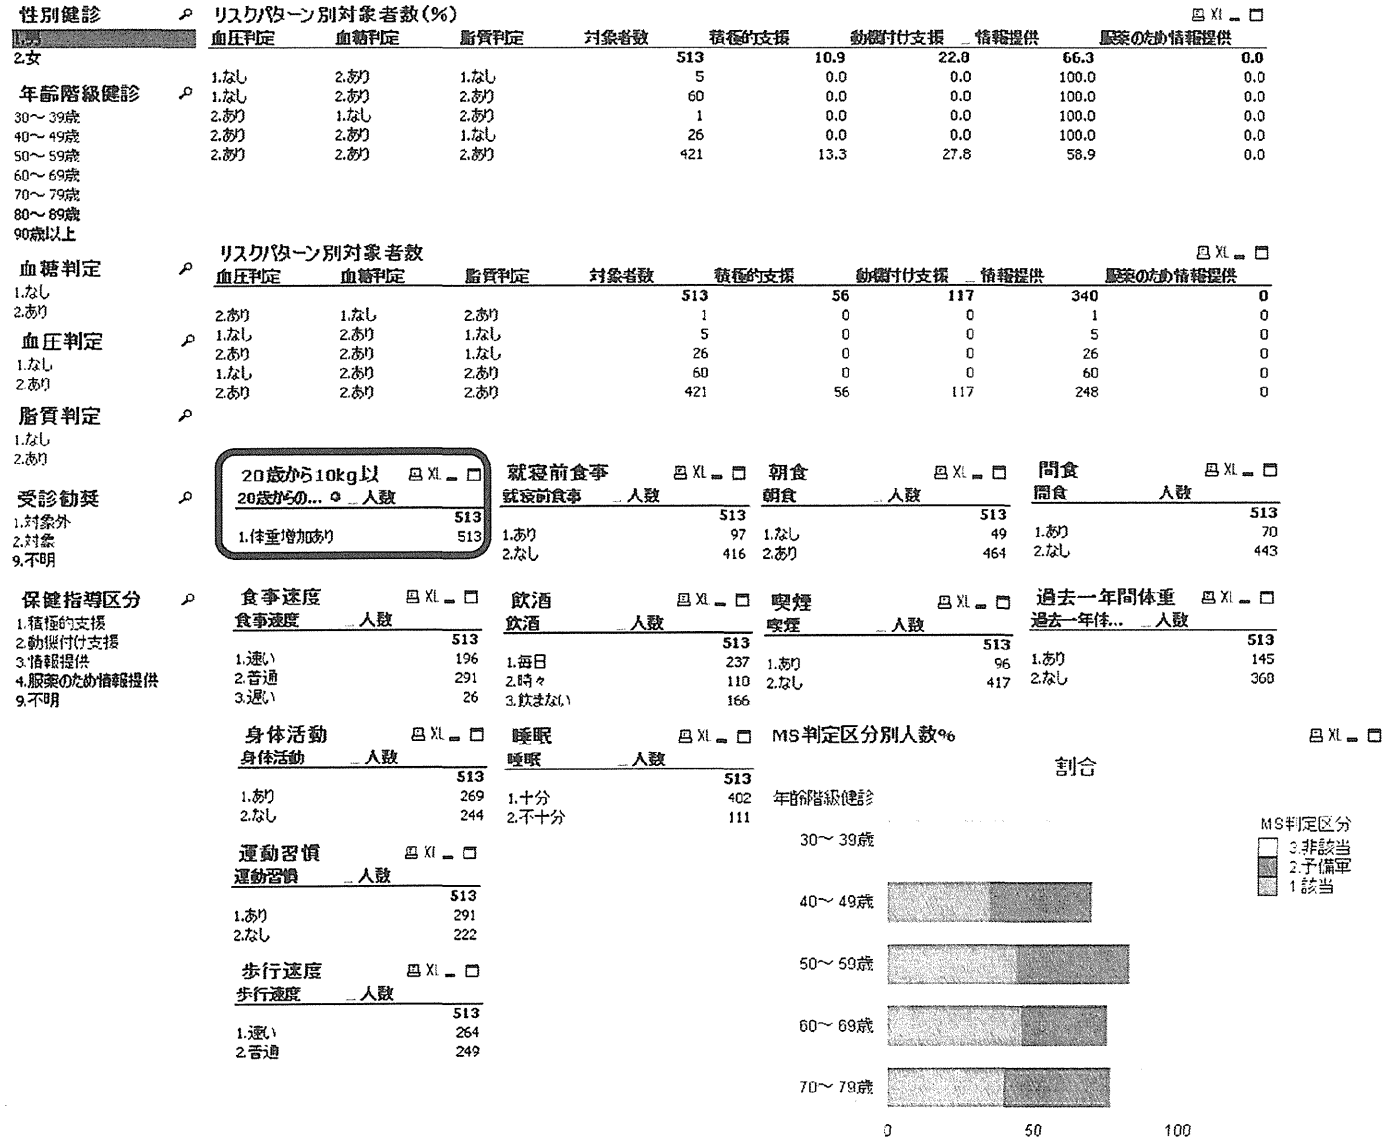 性別健診
1.男
2.女
年齢階級健診
30～39歳
40～49歳
50～59歳
60～69歳
70～79歳
80～89歳
90歳以上
血糖判定
1.なし
2.あり
血圧判定
1.なし
2.あり
脂質判定
1.なし
2.あり
受診勧奨
1.対象外
2.対象
9.不明
保健指導区分
1.積極的支援
2.動機付け支援
3.情報提供
4.服薬のため情報提供
9.不明
リスクパターン別対象者数(%) XL
血圧判定 血糖判定 脂質判定 対象者数 積極的支援 動機付け支援 情報提供 服薬のため情報提供
513 10.9 22.8 66.3 0.0
1.なし 2.あり 1.なし 5 0.0 0.0 100.0 0.0
1.なし 2.あり 2.あり 60 0.0 0.0 100.0 0.0
2.あり 1.なし 2.あり 1 0.0 0.0 100.0 0.0
2.あり 2.あり 1.なし 26 0.0 0.0 100.0 0.0
2.あり 2.あり 2.あり 421 13.3 27.8 58.9 0.0
リスクパターン別対象者数 XL
血圧判定 血糖判定 脂質判定 対象者数 積極的支援 動機付け支援 情報提供 服薬のため情報提供
513 56 117 340 0
2.あり 1.なし 2.あり 1 0 0 1 0
1.なし 2.あり 1.なし 5 0 0 5 0
2.あり 2.あり 1.なし 26 0 0 26 0
1.なし 2.あり 2.あり 60 0 0 60 0
2.あり 2.あり 2.あり 421 56 117 248 0
20歳から10kg以 XL
20歳からの... 人数
513
1.体重増加あり 513
就寝前食事 XL
就寝前食事 人数
513
1.あり 97
2.なし 416
朝食 XL
朝食 人数
513
1.なし 49
2.あり 464
間食 XL
間食 人数
513
1.あり 70
2.なし 443
食事速度 XL
食事速度 人数
513
1.速い 196
2.普通 291
3.遅い 26
飲酒 XL
飲酒 人数
513
1.毎日 237
2.時々 110
3.飲まない 166
喫煙 XL
喫煙 人数
513
1.あり 96
2.なし 417
過去一年間体重 XL
過去一年体... 人数
513
1.あり 145
2.なし 368
身体活動 XL
身体活動 人数
513
1.あり 269
2.なし 244
睡眠 XL
睡眠 人数
513
1.十分 402
2.不十分 111
運動習慣 XL
運動習慣 人数
513
1.あり 291
2.なし 222
歩行速度 XL
歩行速度 人数
513
1.速い 264
2.普通 249
MS判定区分別人数% XL
割合
年齢階級健診
30～39歳
40～49歳
50～59歳
60～69歳
70～79歳
0 50 100
MS判定区分
3.非該当
2.予備軍
1.該当